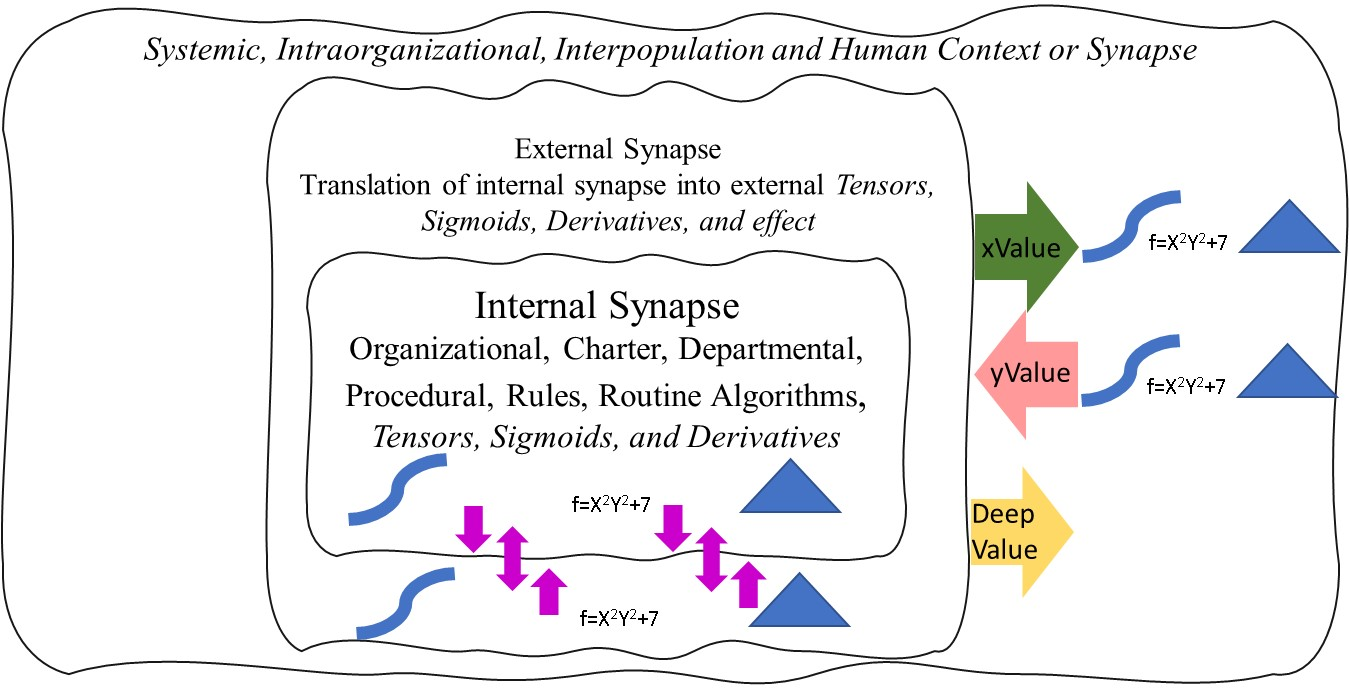 Systemic, Intraorganizational, Interpopulation and Human Context or Synapse
External Synapse
Translation of internal synapse into external Tensors,
Sigmoids, Derivatives, and effect
Internal Synapse
Organizational, Charter, Departmental,
Procedural, Rules, Routine Algorithms,
Tensors, Sigmoids, and Derivatives
f=X²Y²+7
f=X²Y²+7
xValue
f=X²Y²+7
yValue
f=X²Y²+7
Deep
Value